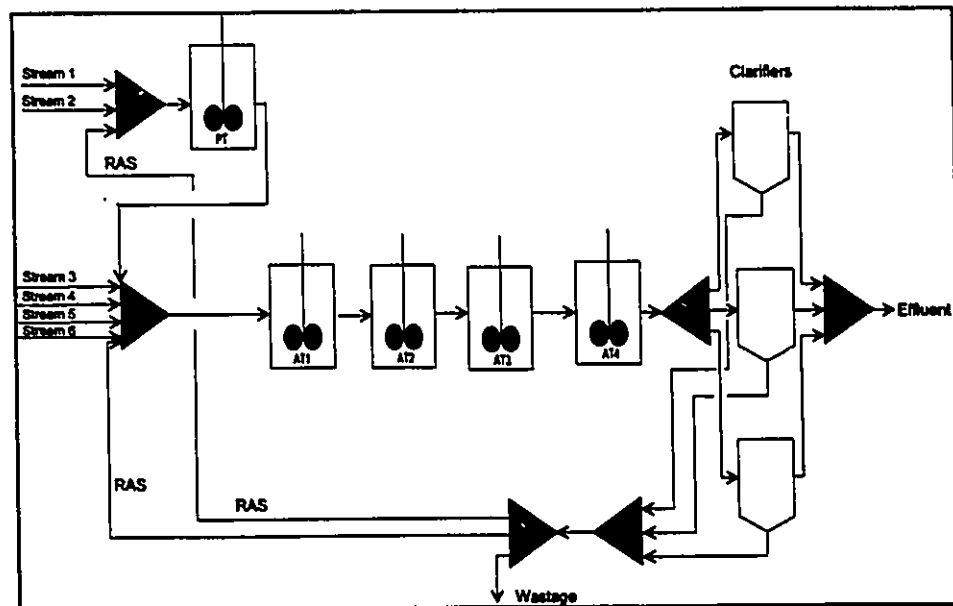 Stream 1
Stream 2
PT
RAS
Clarifiers
Stream 3
Stream 4
Stream 5
Stream 6
Effluent
AT1
AT2
AT3
AT4
RAS
RAS
Wastage